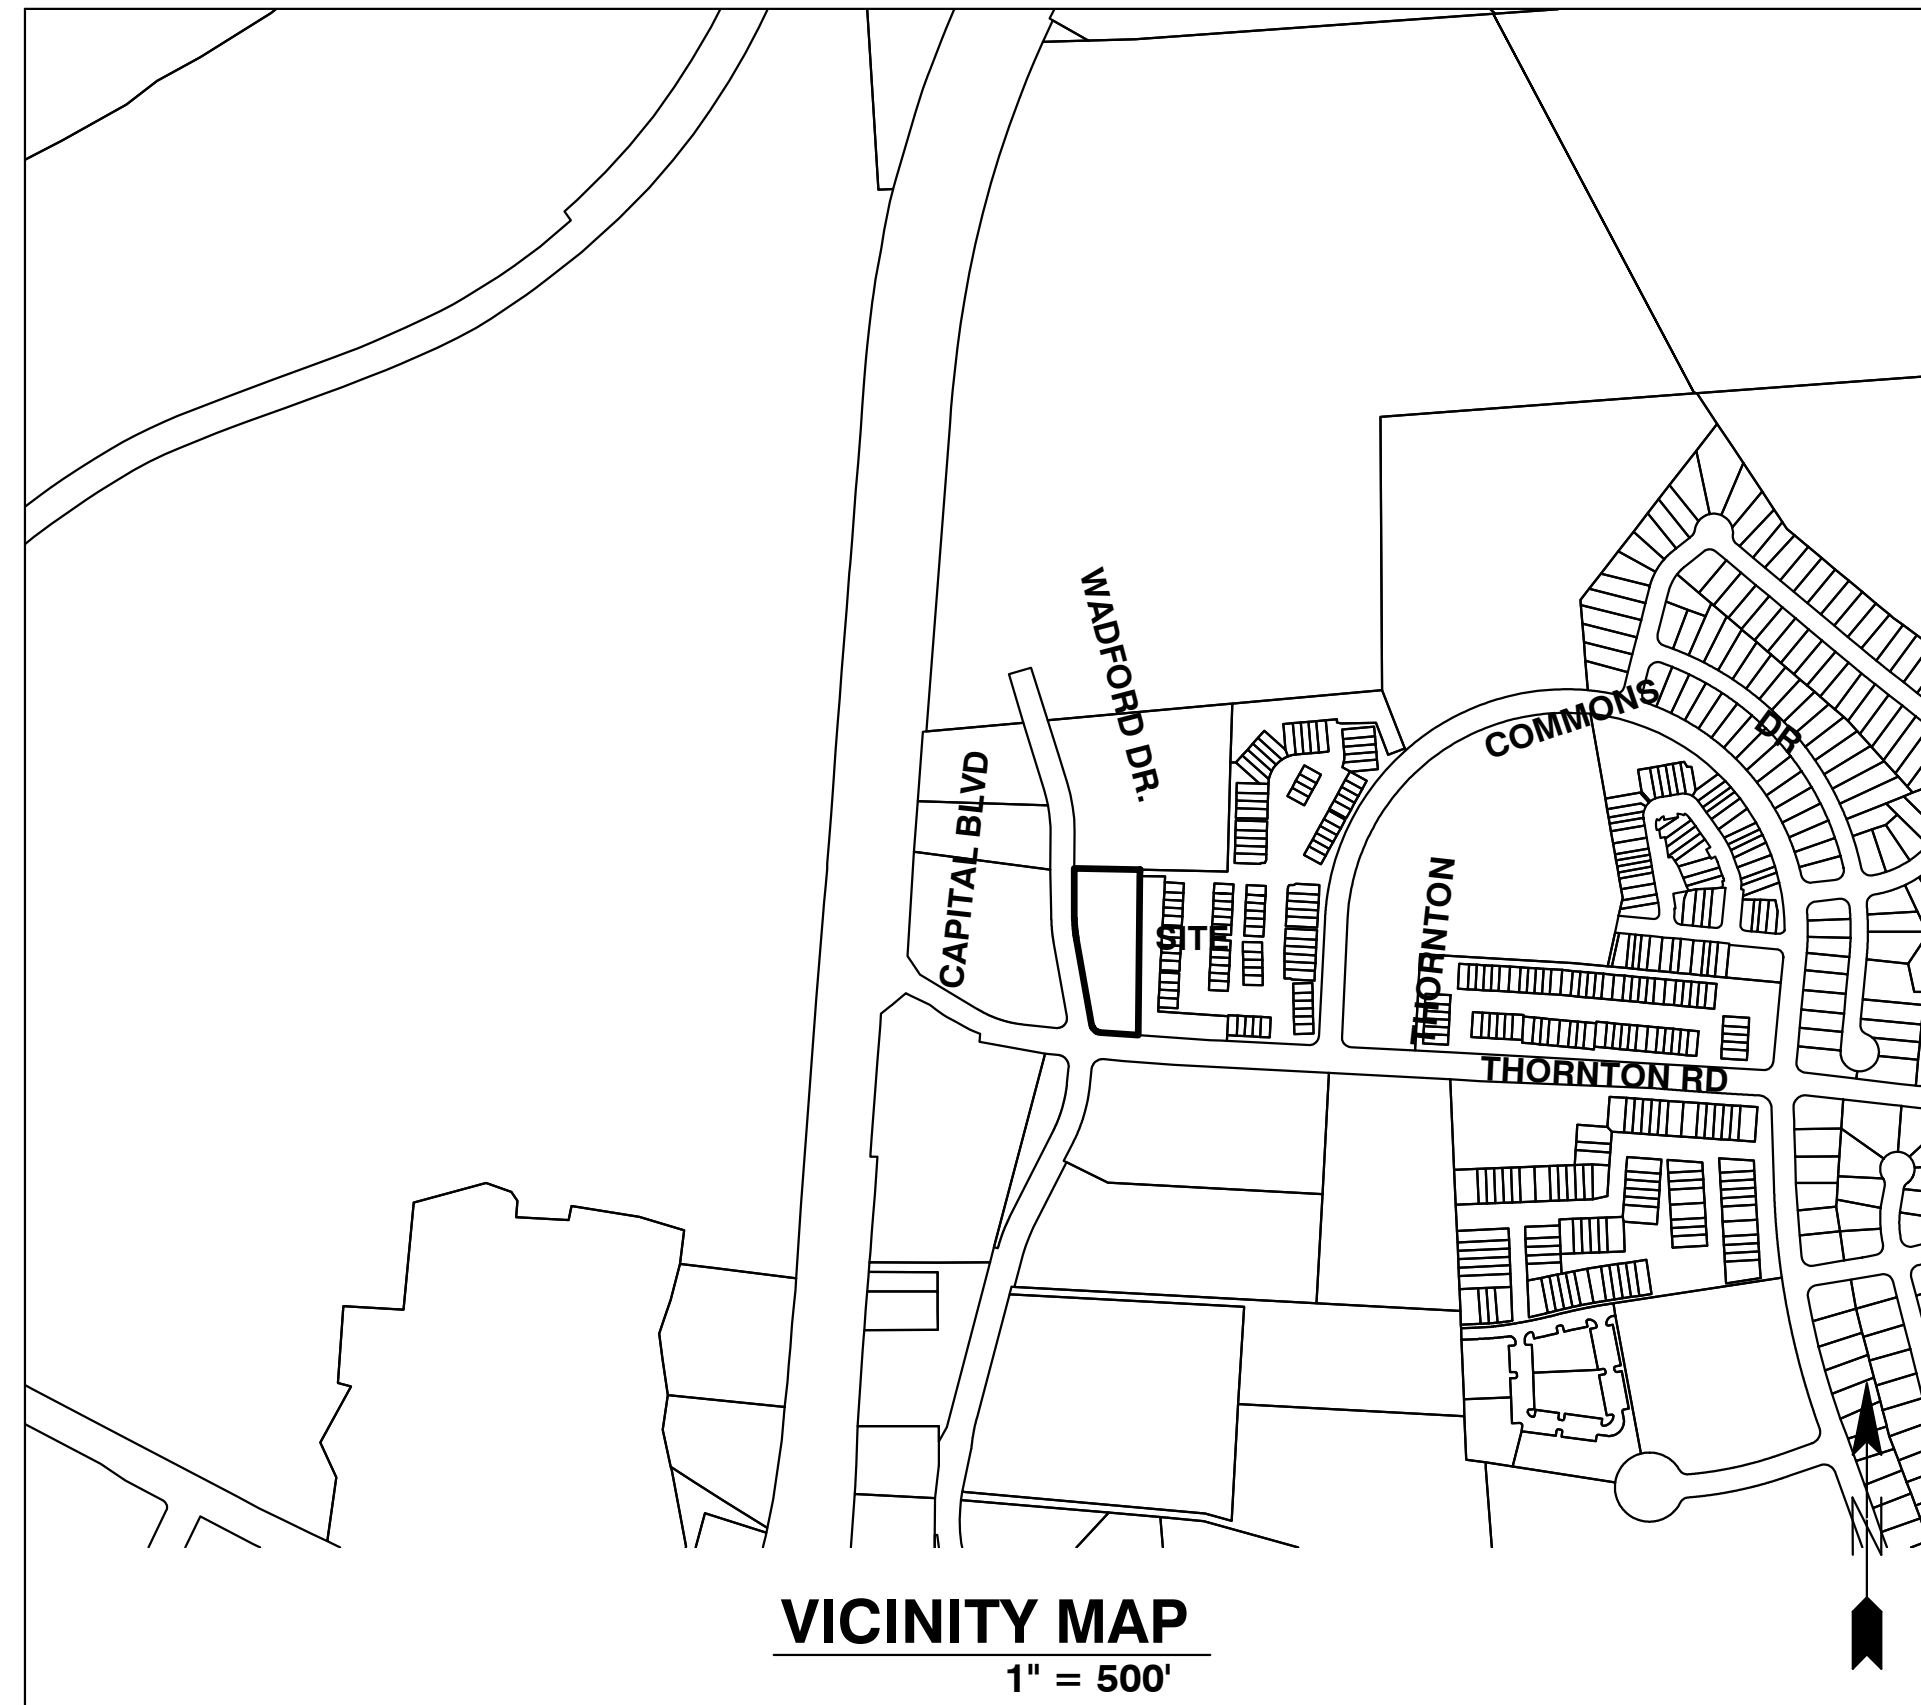 WADFORD DR.
COMMONS
DR
CAPITAL BLVD
THORNTON
SITE
THORNTON RD
N
VICINITY MAP
1" = 500'